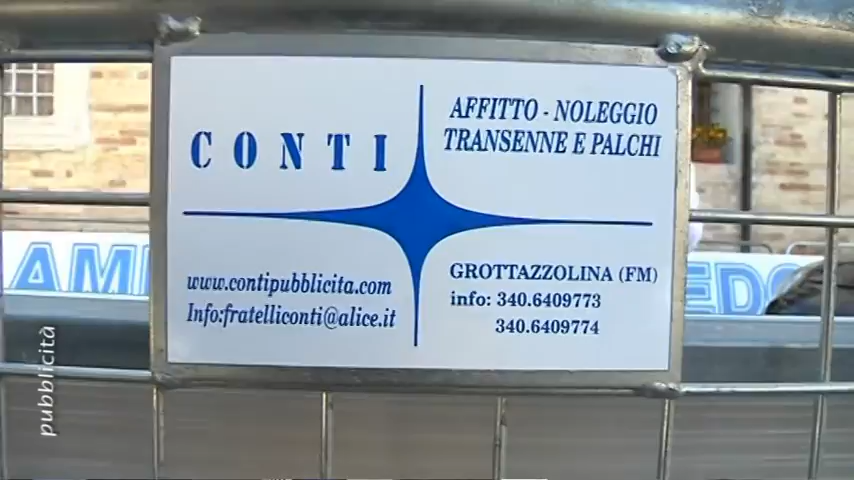 AFFITTO - NOLEGGIO
TRANSENNE E PALCHI
CONTI
www.contipubblicita.com
Info:fratelliconti@alice.it
GROTTAZZOLINA (FM)
info: 340.6409773
340.6409774
pubblicità